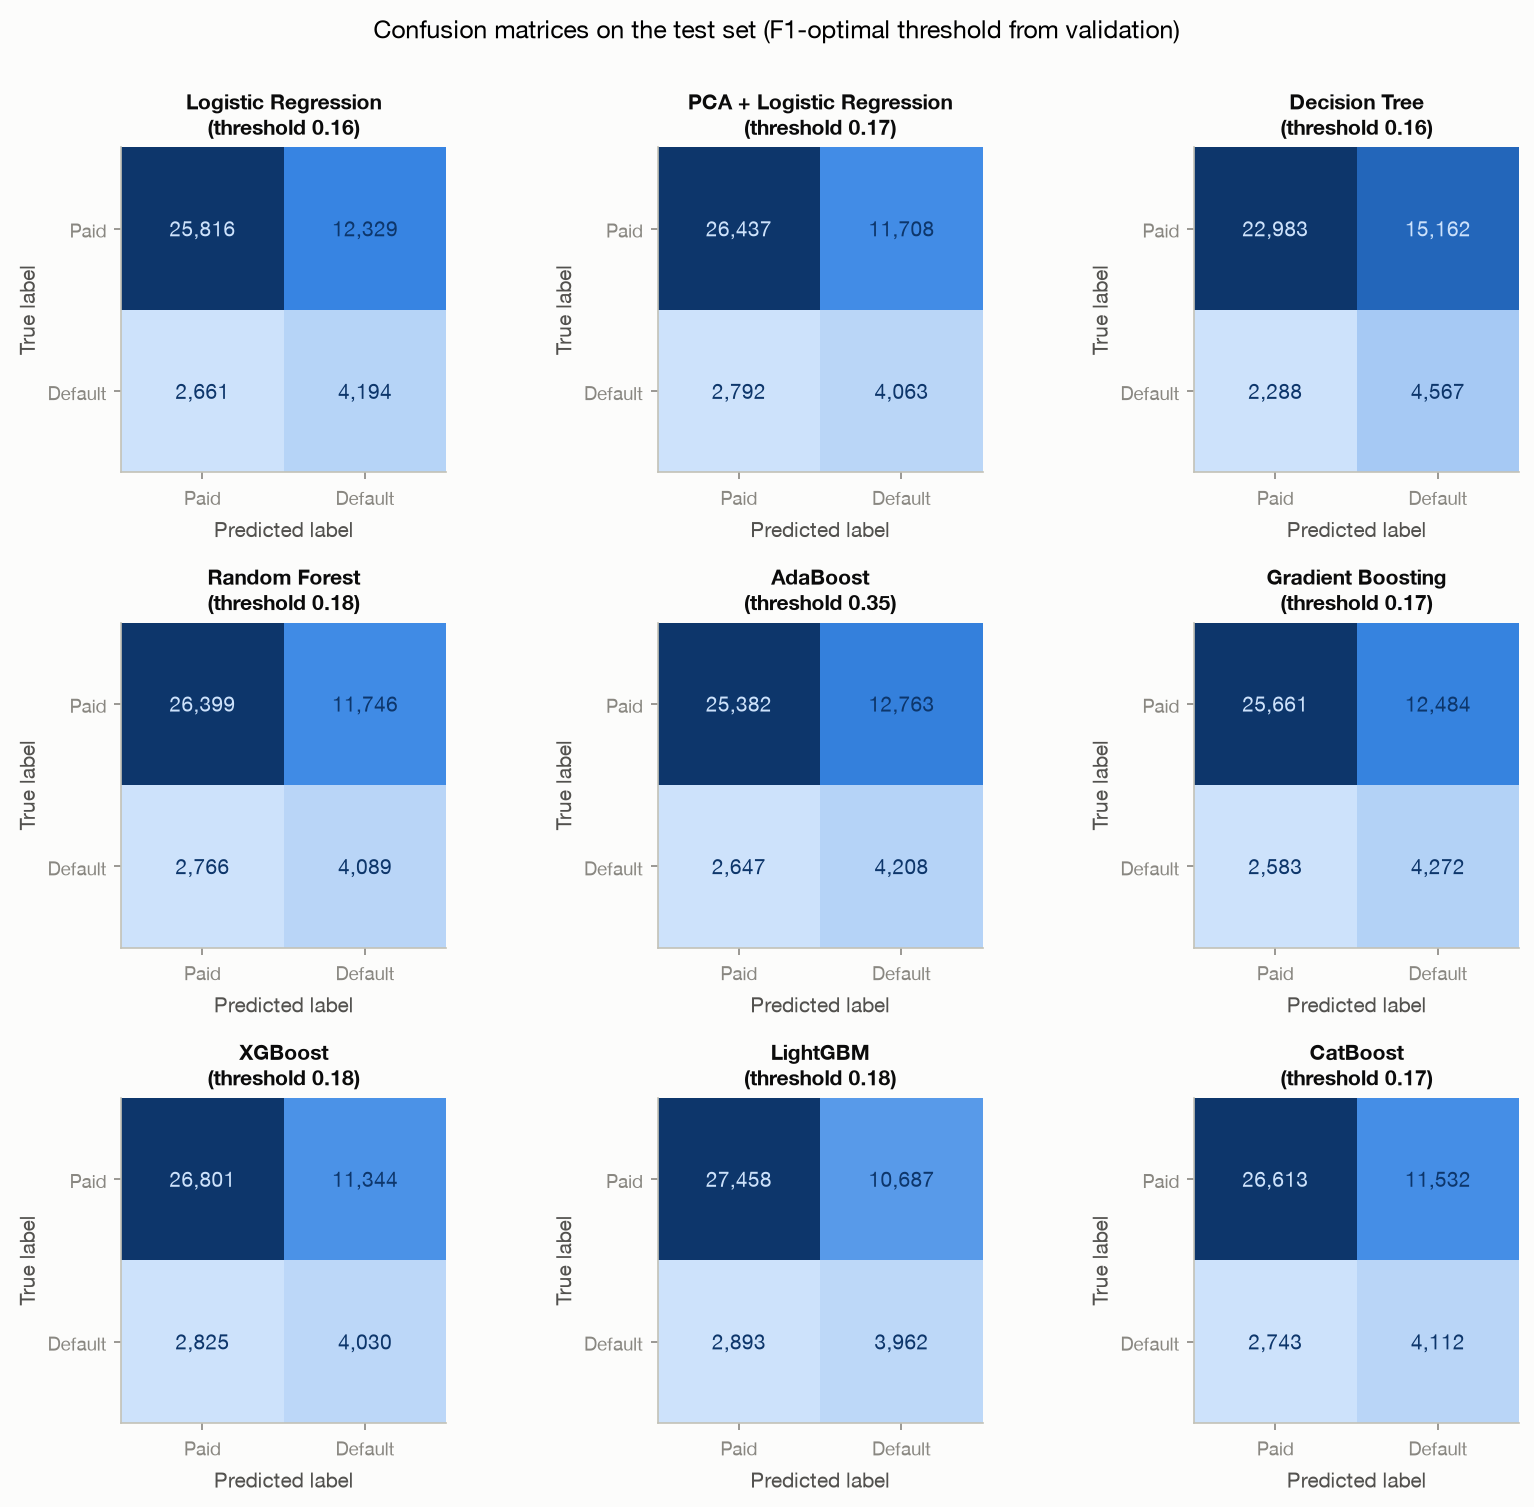 Confusion matrices on the test set (F1-optimal threshold from validation)
Logistic Regression
(threshold 0.16)
True label
Paid
25,816
12,329
Default
2,661
4,194
Paid
Default
Predicted label
PCA + Logistic Regression
(threshold 0.17)
True label
Paid
26,437
11,708
Default
2,792
4,063
Paid
Default
Predicted label
Decision Tree
(threshold 0.16)
True label
Paid
22,983
15,162
Default
2,288
4,567
Paid
Default
Predicted label
Random Forest
(threshold 0.18)
True label
Paid
26,399
11,746
Default
2,766
4,089
Paid
Default
Predicted label
AdaBoost
(threshold 0.35)
True label
Paid
25,382
12,763
Default
2,647
4,208
Paid
Default
Predicted label
Gradient Boosting
(threshold 0.17)
True label
Paid
25,661
12,484
Default
2,583
4,272
Paid
Default
Predicted label
XGBoost
(threshold 0.18)
True label
Paid
26,801
11,344
Default
2,825
4,030
Paid
Default
Predicted label
LightGBM
(threshold 0.18)
True label
Paid
27,458
10,687
Default
2,893
3,962
Paid
Default
Predicted label
CatBoost
(threshold 0.17)
True label
Paid
26,613
11,532
Default
2,743
4,112
Paid
Default
Predicted label